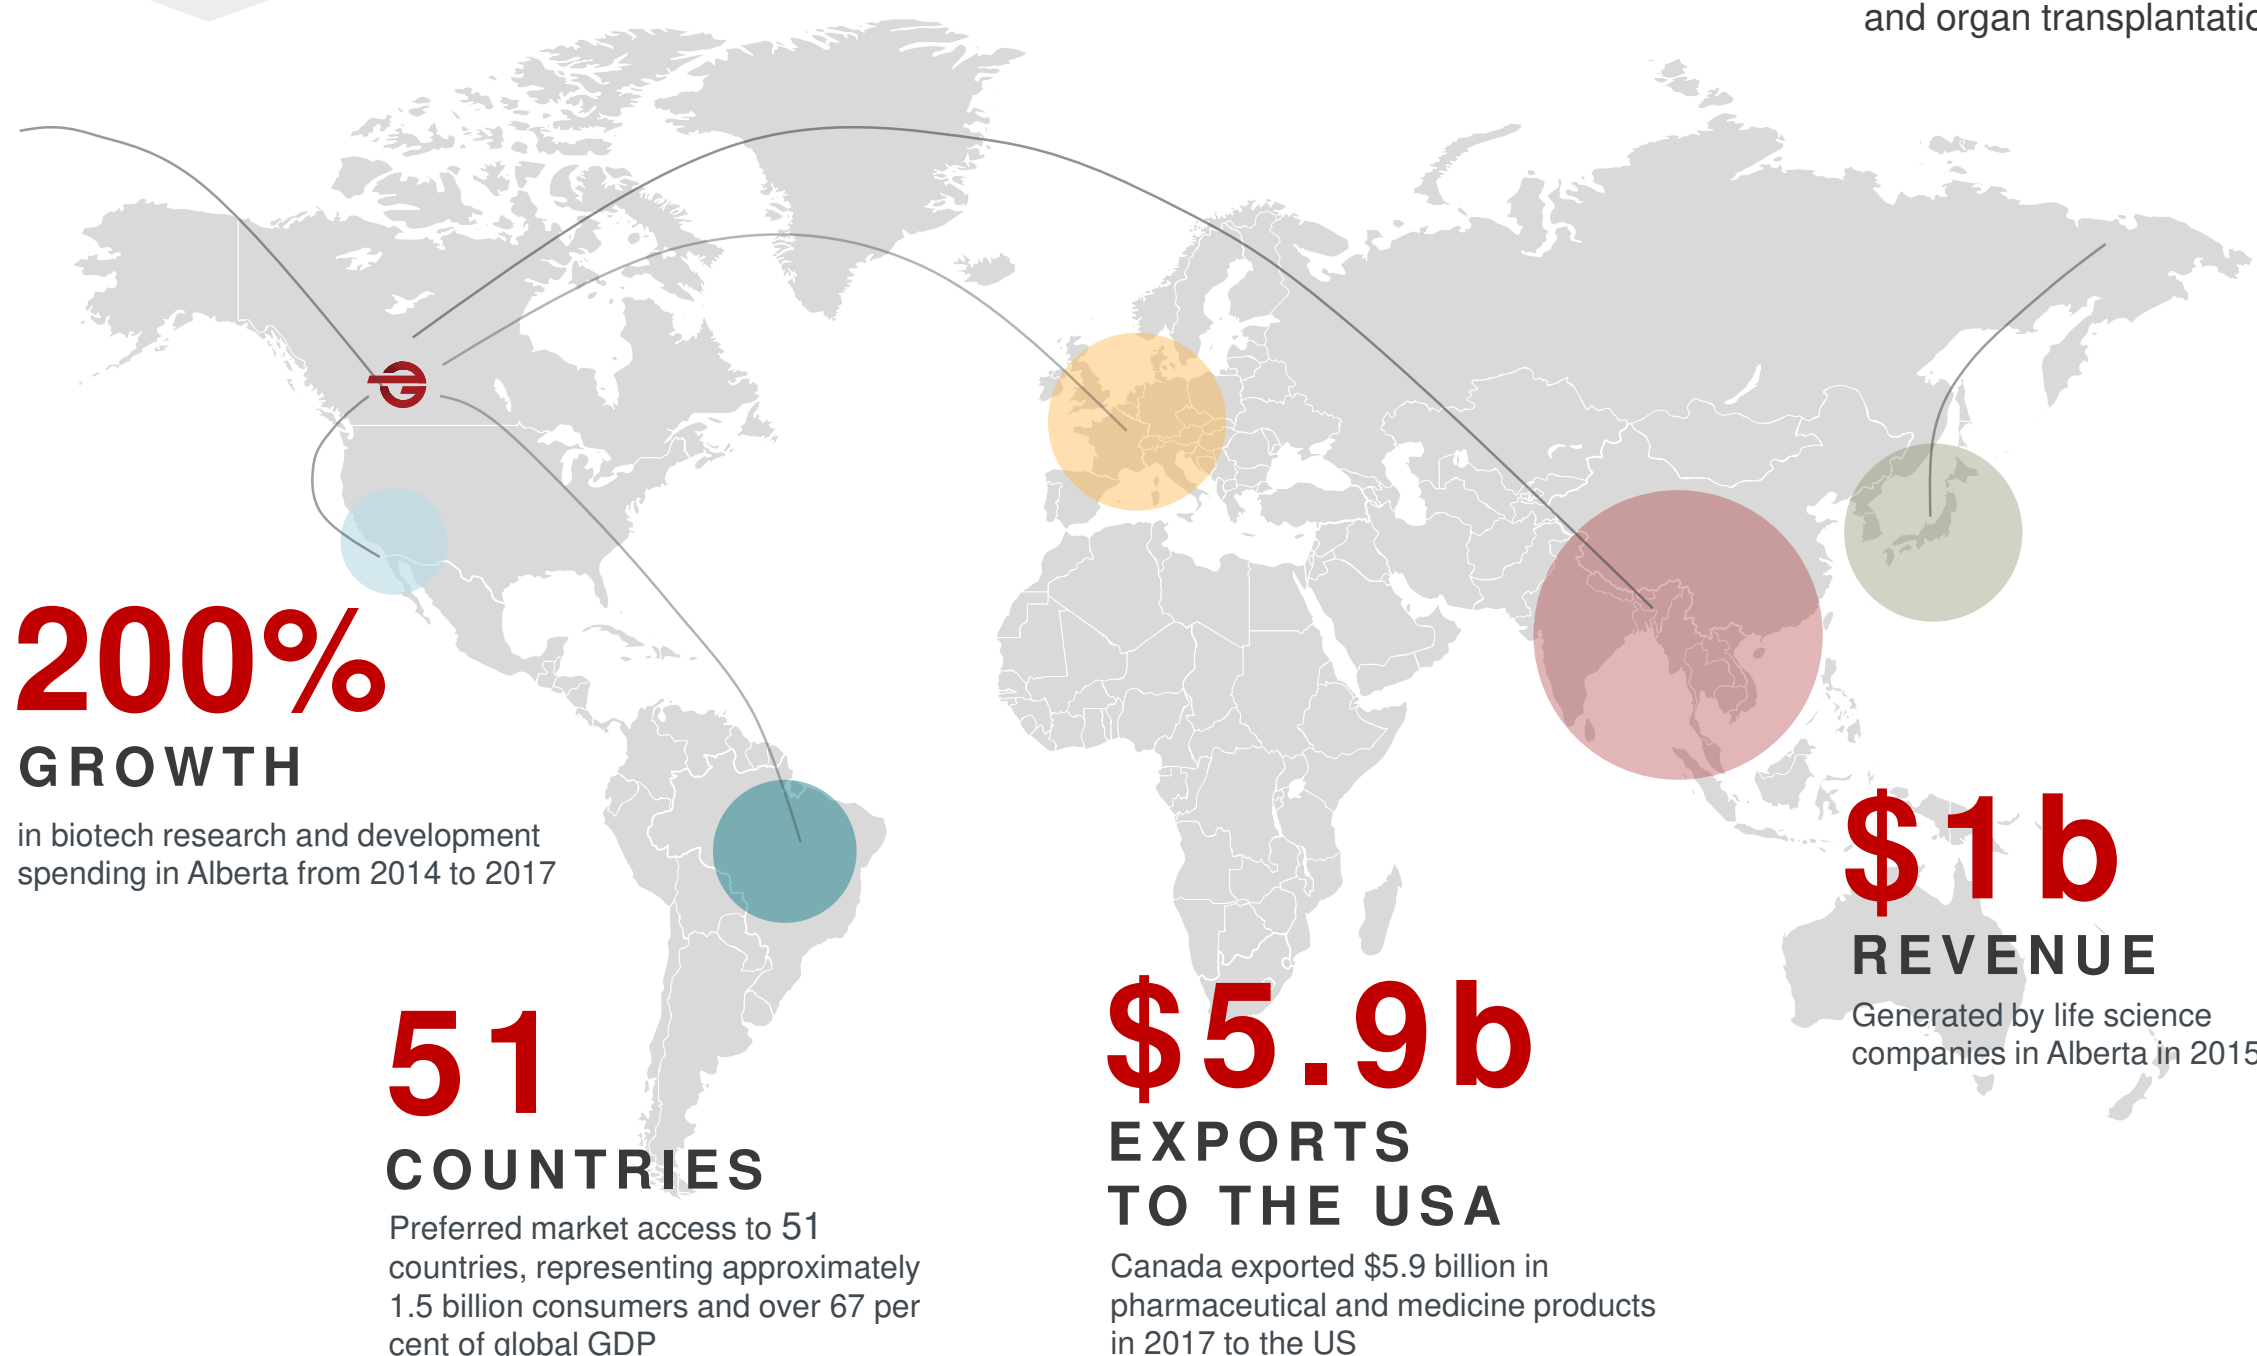 and organ transplantatio
200%
GROWTH
in biotech research and development
spending in Alberta from 2014 to 2017
$1b
REVENUE
Generated by life science
companies in Alberta in 2015
51
COUNTRIES
Preferred market access to 51
countries, representing approximately
1.5 billion consumers and over 67 per
cent of global GDP
$5.9b
EXPORTS
TO THE USA
Canada exported $5.9 billion in
pharmaceutical and medicine products
in 2017 to the US